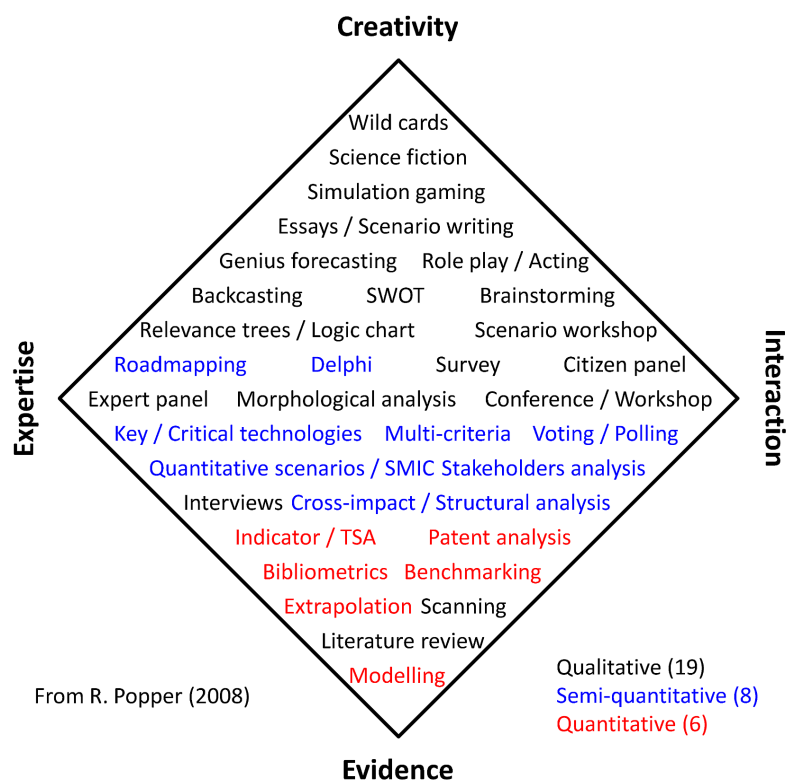 Creativity
Wild cards
Science fiction
Simulation gaming
Essays / Scenario writing
Genius forecasting Role play / Acting
Backcasting SWOT Brainstorming
Relevance trees / Logic chart Scenario workshop
Roadmapping Delphi Survey Citizen panel
Expert panel Morphological analysis Conference / Workshop
Key / Critical technologies Multi-criteria Voting / Polling
Quantitative scenarios / SMIC Stakeholders analysis
Interviews Cross-impact / Structural analysis
Indicator / TSA Patent analysis
Bibliometrics Benchmarking
Extrapolation Scanning
Literature review
Modelling
Expertise
Interaction
Evidence
From R. Popper (2008)
Qualitative (19)
Semi-quantitative (8)
Quantitative (6)